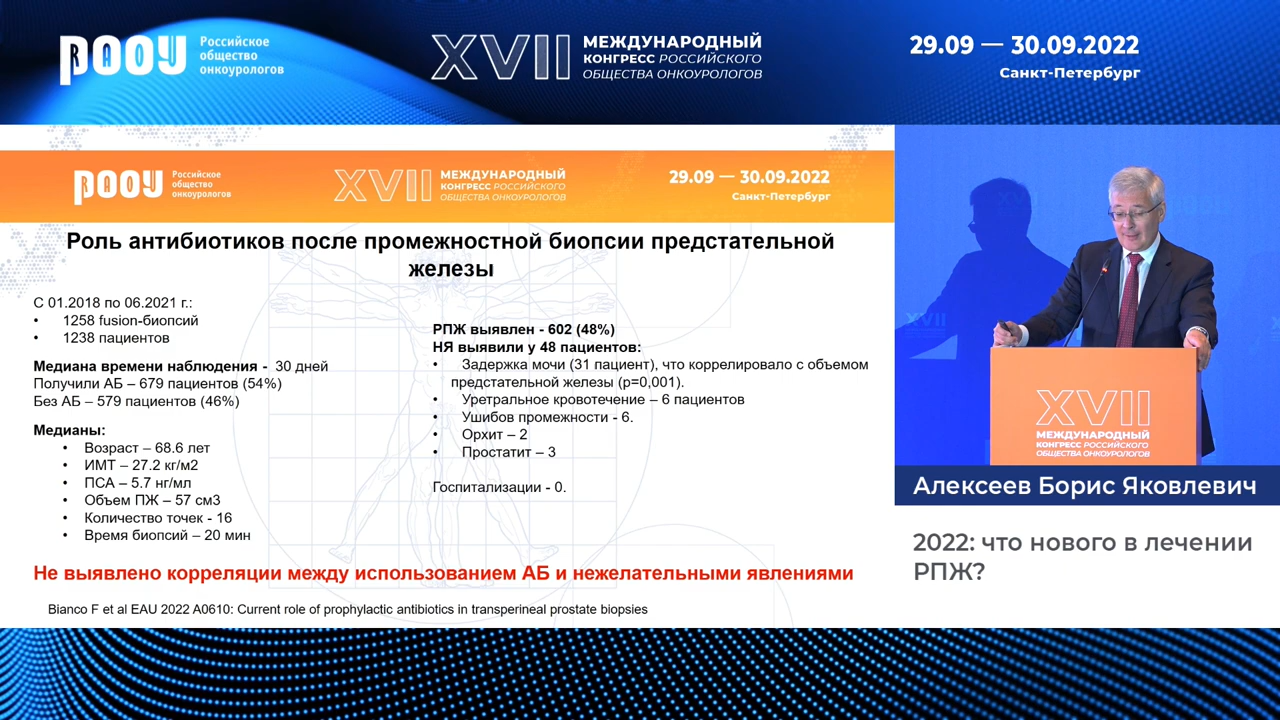 РООУ
Российское
общество
онкоурологов
XVII
МЕЖДУНАРОДНЫЙ
КОНГРЕСС РОССИЙСКОГО
ОБЩЕСТВА ОНКОУРОЛОГОВ
29.09 — 30.09.2022
Санкт-Петербург
РООУ
Российское
общество
онкоурологов
XVII
МЕЖДУНАРОДНЫЙ
КОНГРЕСС РОССИЙСКОГО
ОБЩЕСТВА ОНКОУРОЛОГОВ
29.09 — 30.09.2022
Санкт-Петербург
Роль антибиотиков после промежностной биопсии предстательной
железы
С 01.2018 по 06.2021 г.:
• 1258 fusion-биопсий
• 1238 пациентов
Медиана времени наблюдения - 30 дней
Получили АБ – 679 пациентов (54%)
Без АБ – 579 пациентов (46%)
Медианы:
• Возраст – 68.6 лет
• ИМТ – 27.2 кг/м2
• ПСА – 5.7 нг/мл
• Объем ПЖ – 57 см3
• Количество точек - 16
• Время биопсий – 20 мин
РПЖ выявлен - 602 (48%)
НЯ выявили у 48 пациентов:
• Задержка мочи (31 пациент), что коррелировало с объемом
предстательной железы (р=0,001).
• Уретральное кровотечение – 6 пациентов
• Ушибов промежности - 6.
• Орхит – 2
• Простатит – 3
Госпитализации - 0.
Не выявлено корреляции между использованием АБ и нежелательными явлениями
Bianco F et al EAU 2022 A0610: Current role of prophylactic antibiotics in transperineal prostate biopsies
XVII
XVII
МЕЖДУНАРОДНЫЙ
КОНГРЕСС РОССИЙСКОГО
ОБЩЕСТВА ОНКОУРОЛОГОВ
Алексеев Борис Яковлевич
2022: что нового в лечении
РПЖ?